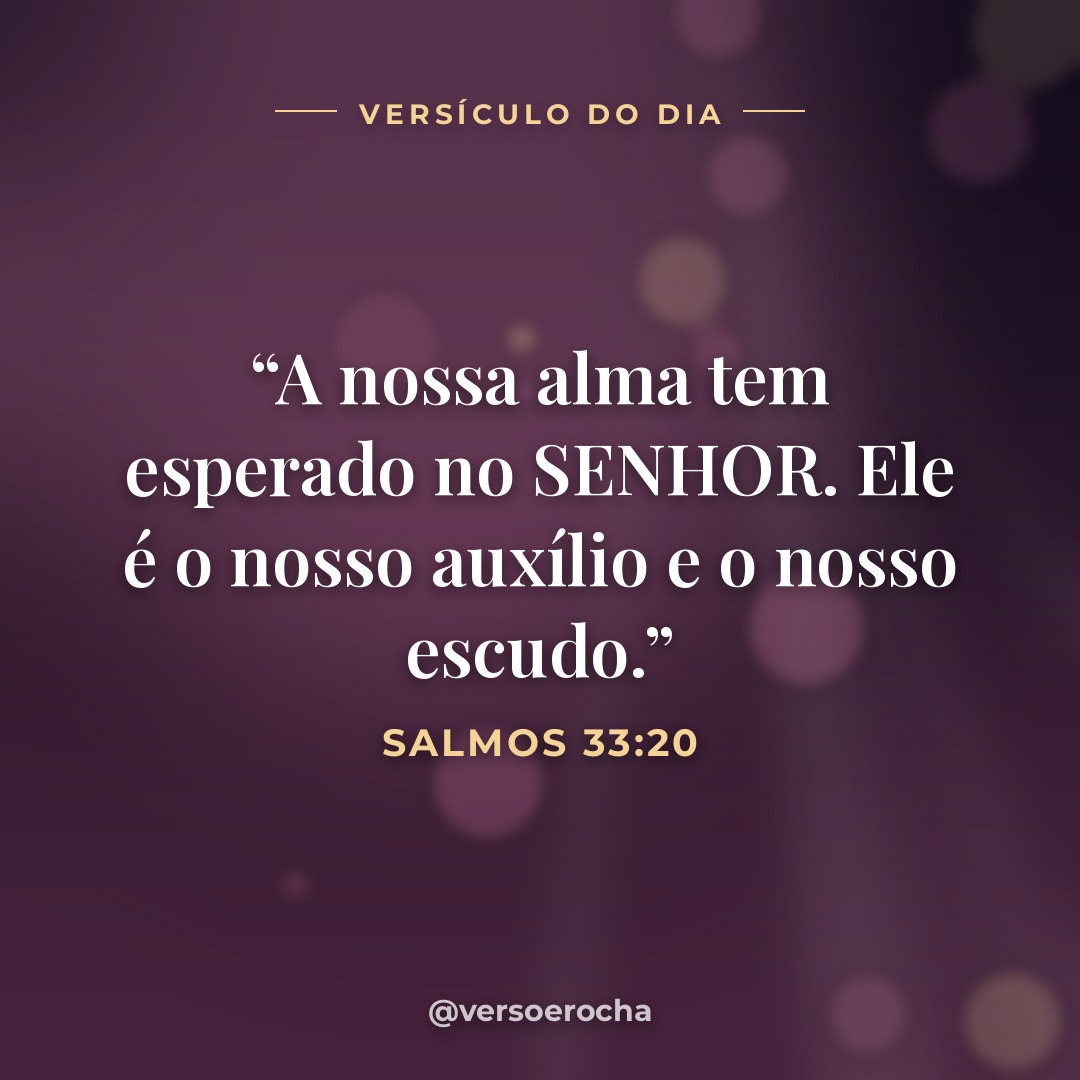 VERSÍCULO DO DIA
“A nossa alma tem
esperado no SENHOR. Ele
é o nosso auxílio e o nosso
escudo.”
SALMOS 33:20
@versoerocha